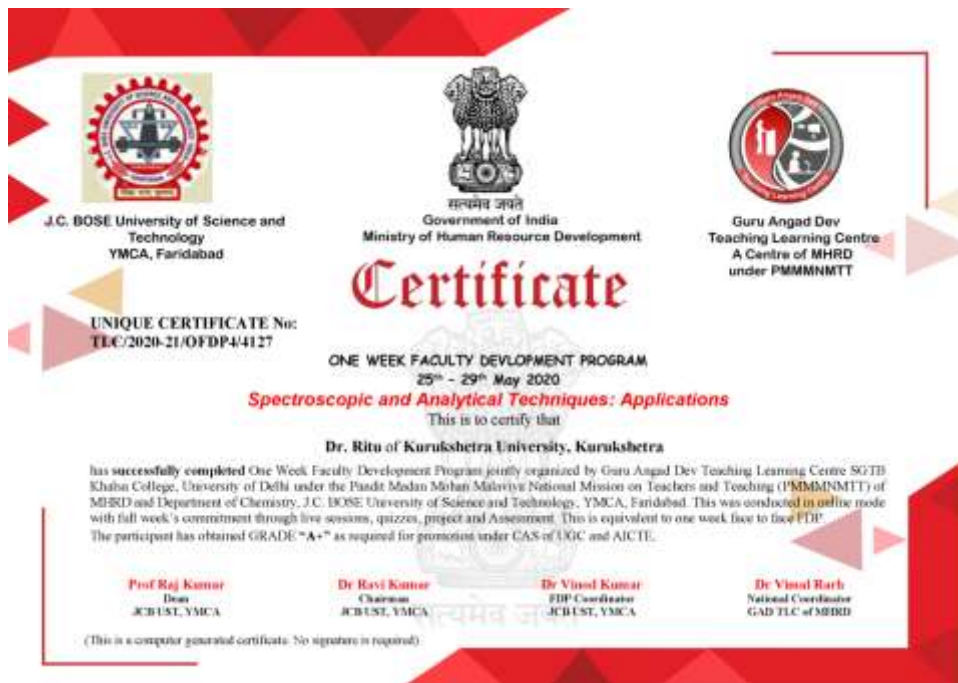 J.C. BOSE University of Science and
Technology
YMCA, Faridabad
सत्यमेव जयते
Government of India
Ministry of Human Resource Development
Guru Angad Dev
Teaching Learning Centre
A Centre of MHRD
under PMMMNMTT
Certificate
UNIQUE CERTIFICATE No:
TLC/2020-21/OFDP4/4127
ONE WEEK FACULTY DEVLOPMENT PROGRAM
25th - 29th May 2020
Spectroscopic and Analytical Techniques: Applications
This is to certify that
Dr. Ritu of Kurukshetra University, Kurukshetra
has successfully completed One Week Faculty Development Program jointly organized by Guru Angad Dev Teaching Learning Centre SGTB
Khalsa College, University of Delhi under the Pandit Madan Mohan Malaviya National Mission on Teachers and Teaching (PMMMNMTT) of
MHRD and Department of Chemistry, J.C. BOSE University of Science and Technology, YMCA, Faridabad. This was conducted in online mode
with full week's commitment through live sessions, quizzes, project and Assessment. This is equivalent to one week face to face FDP.
The participant has obtained GRADE "A+" as required for promotion under CAS of UGC and AICTE.
Prof Raj Kumar
Dean
JCBUST, YMCA
Dr Ravi Kumar
Chairman
JCBUST, YMCA
Dr Vinod Kumar
FDP Coordinator
JCBUST, YMCA
Dr Vimal Rarh
National Coordinator
GAD TLC of MHRD
सत्यमेव जयते
(This is a computer generated certificate. No signature is required)